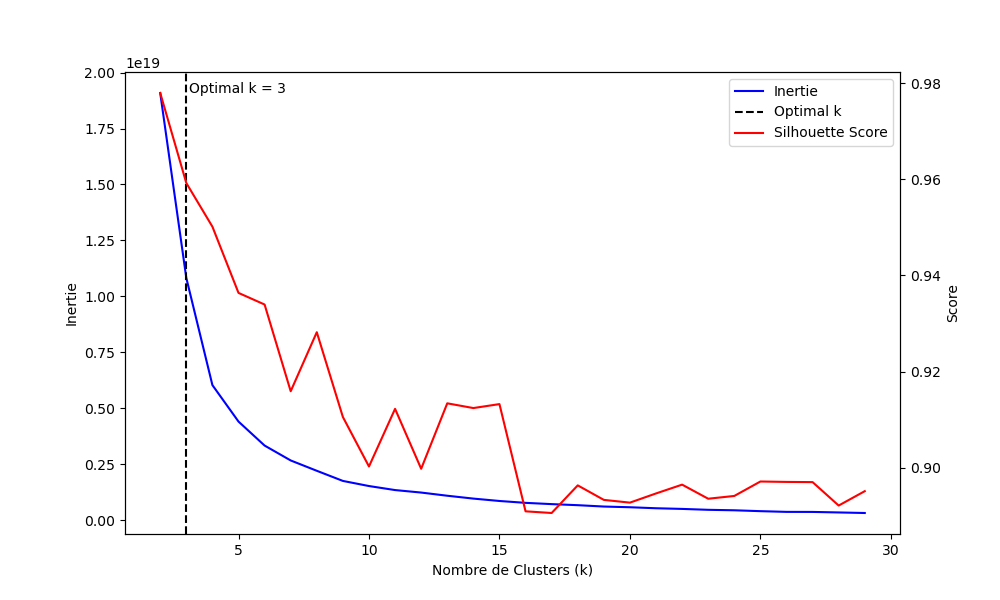 1e19
2.00
1.75
1.50
1.25
1.00
0.75
0.50
0.25
0.00
Inertie
Optimal k = 3
Inertie
Optimal k
Silhouette Score
0.98
0.96
0.94
0.92
0.90
Score
5 10 15 20 25 30
Nombre de Clusters (k)